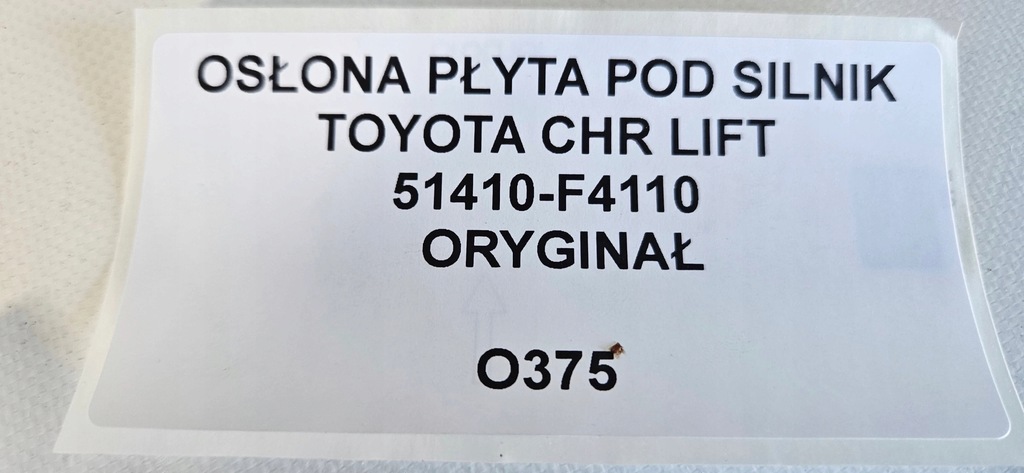 OSŁONA PŁYTA POD SILNIK
TOYOTA CHR LIFT
51410-F4110
ORYGINAŁ
O375